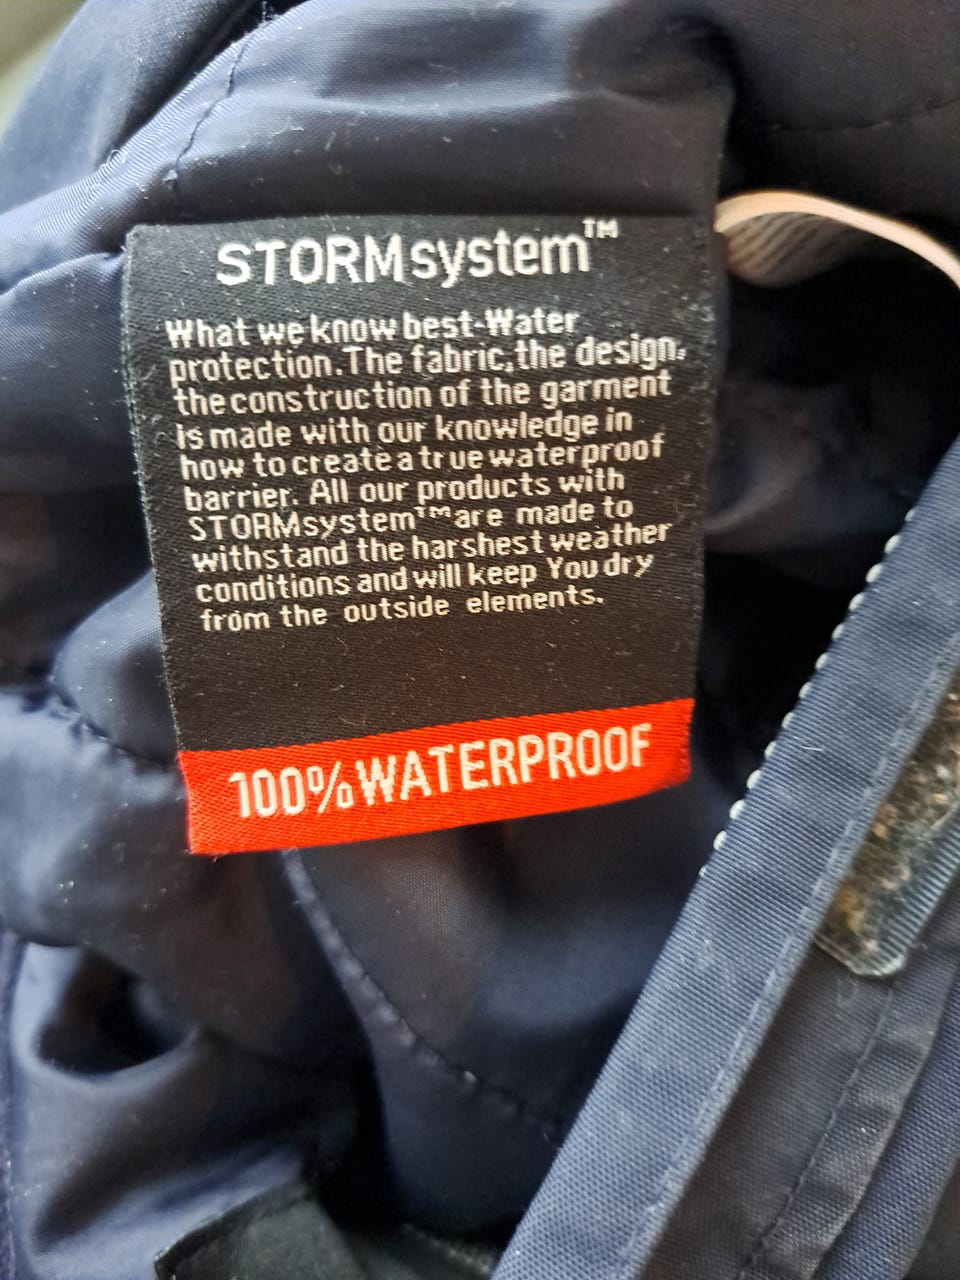 STORMsystem™
What we know best-Water
protection.The fabric,the design,
the construction of the garment
is made with our knowledge in
how to create a true waterproof
barrier. All our products with
STORMsystem™are made to
withstand the harshest weather
conditions and will keep You dry
from the outside elements.
100%WATERPROOF